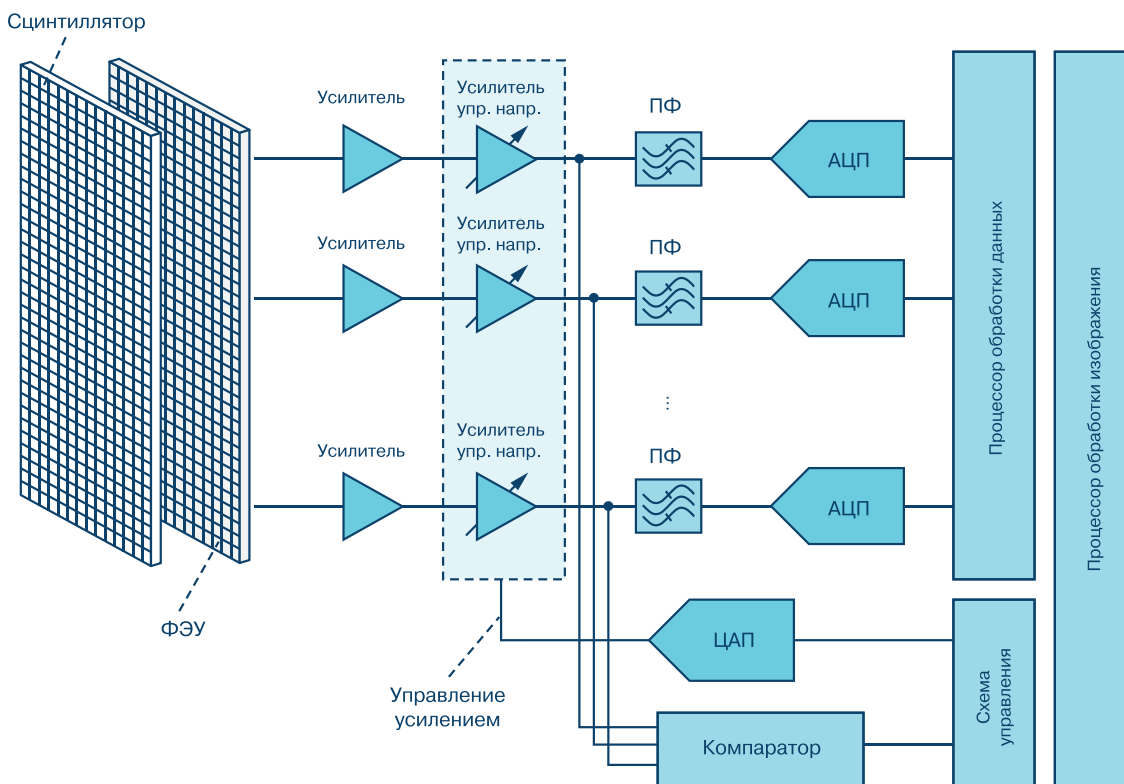 Сцинтиллятор
Усилитель
Усилитель
упр. напр.
ПФ
АЦП
Усилитель
Усилитель
упр. напр.
ПФ
АЦП
...
Усилитель
Усилитель
упр. напр.
ПФ
АЦП
Процессор обработки данных
Процессор обработки изображения
ФЭУ
ЦАП
Управление
усилением
Компаратор
Схема
управления